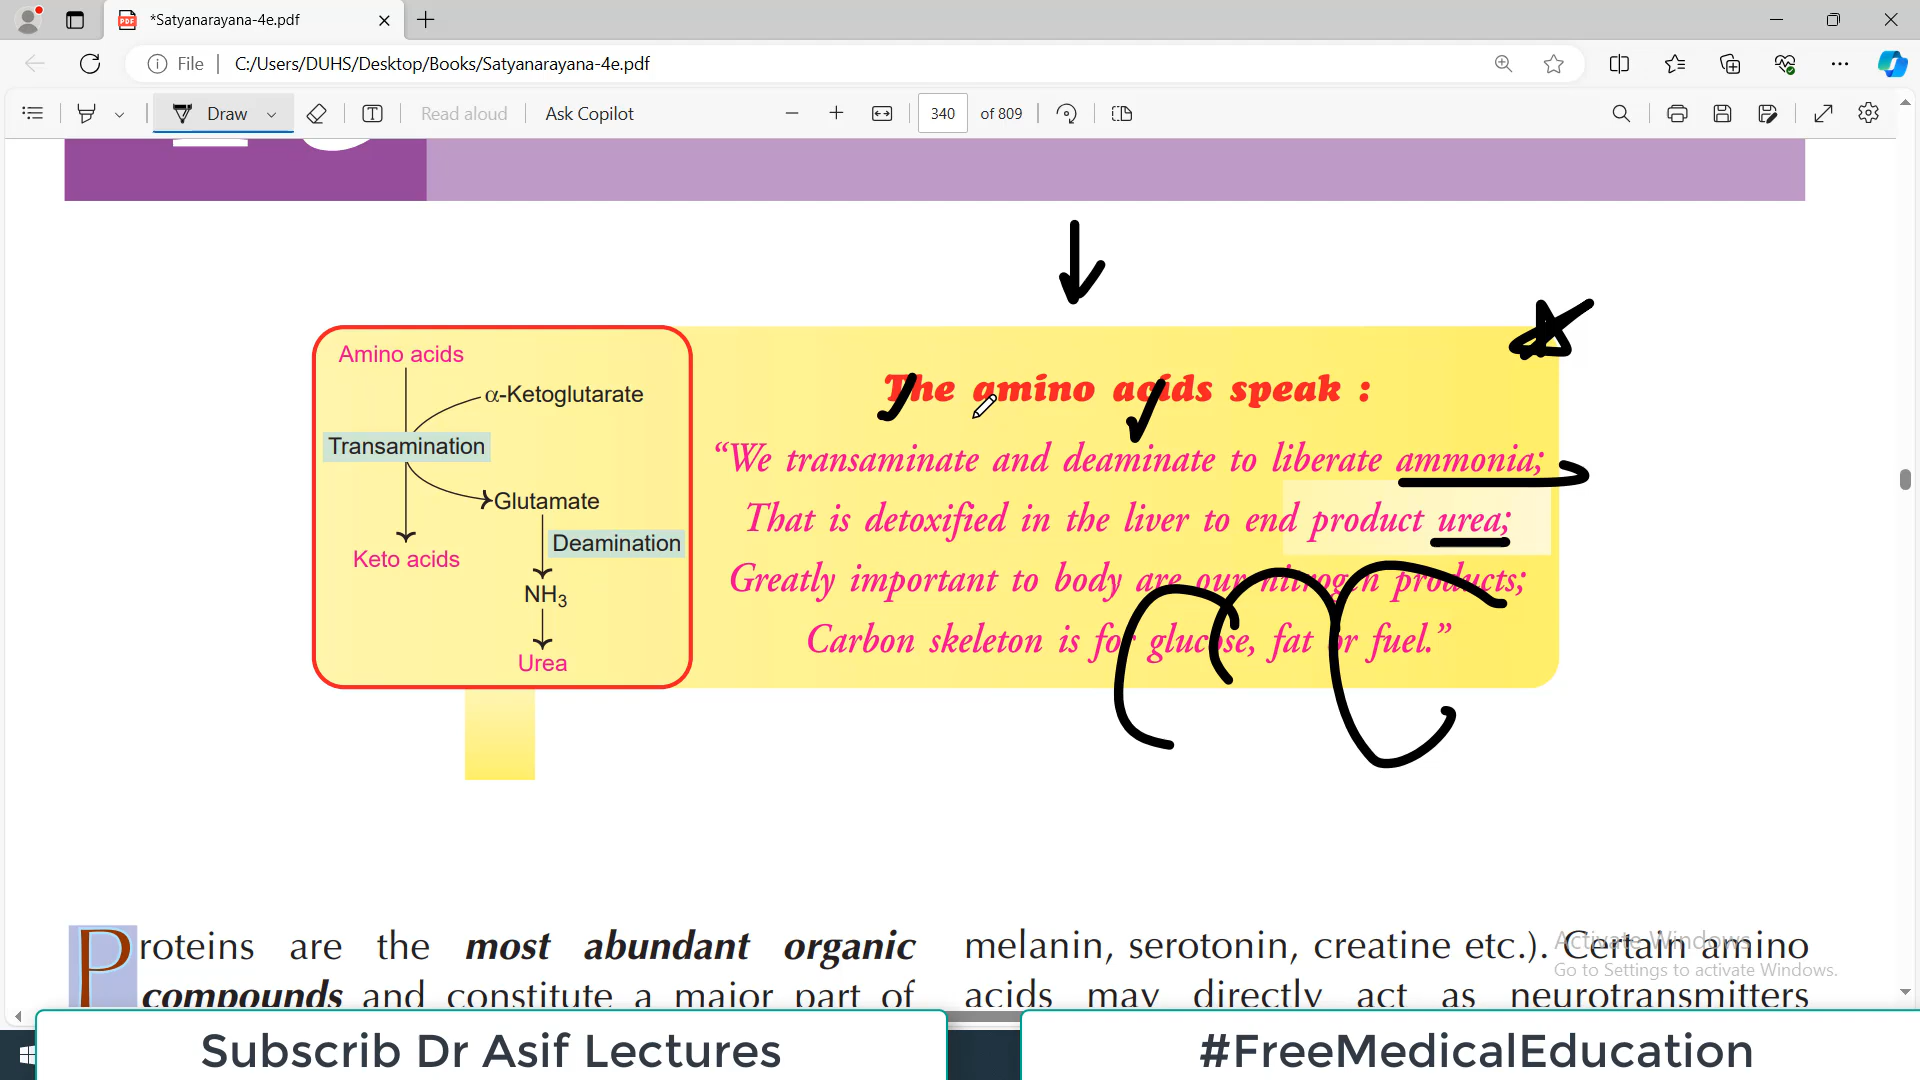 *Satyanarayana-4e.pdf
File
C:/Users/DUHS/Desktop/Books/Satyanarayana-4e.pdf
Draw
Read aloud
Ask Copilot
340
of 809
Amino acids
α-Ketoglutarate
Transamination
Glutamate
Deamination
Keto acids
NH3
Urea
The amino acids speak :
“We transaminate and deaminate to liberate ammonia;
That is detoxified in the liver to end product urea;
Greatly important to body are our nitrogen products;
Carbon skeleton is for glucose, fat or fuel.”
Proteins are the most abundant organic
compounds and constitute a major part of
melanin, serotonin, creatine etc.). Certain amino
acids may directly act as neurotransmitters
Activate Windows
Go to Settings to activate Windows.
Subscrib Dr Asif Lectures
#FreeMedicalEducation